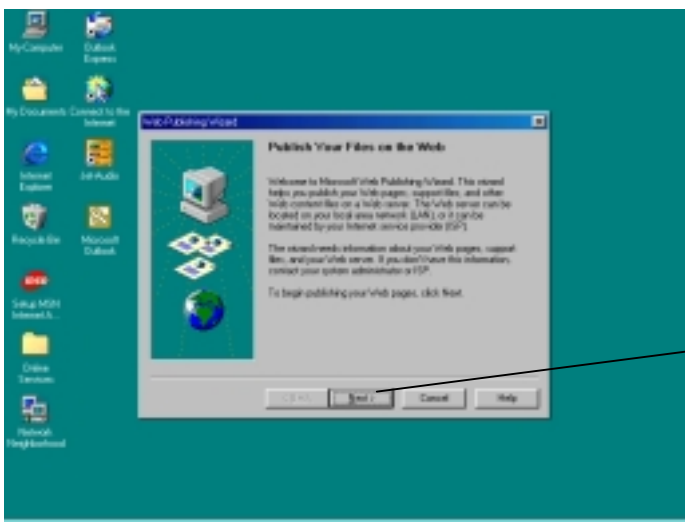 My Computer
Outlook
Express
My Documents
Connect to the
Internet
Internet
Explorer
Jet-Audio
Recycle Bin
Microsoft
Outlook
Setup MSN
Internet A...
Online
Services
Network
Neighborhood
Web Publishing Wizard
Publish Your Files on the Web
Welcome to Microsoft Web Publishing Wizard. This wizard
helps you publish your Web pages, support files, and other
Web content files on a Web server. The Web server can be
located on your local area network (LAN), or it can be
maintained by your Internet service provider (ISP).
The wizard needs information about your Web pages, support
files, and your Web server. If you don't have this information,
contact your system administrator or ISP.
To begin publishing your Web pages, click Next.
Next >
Cancel
Help